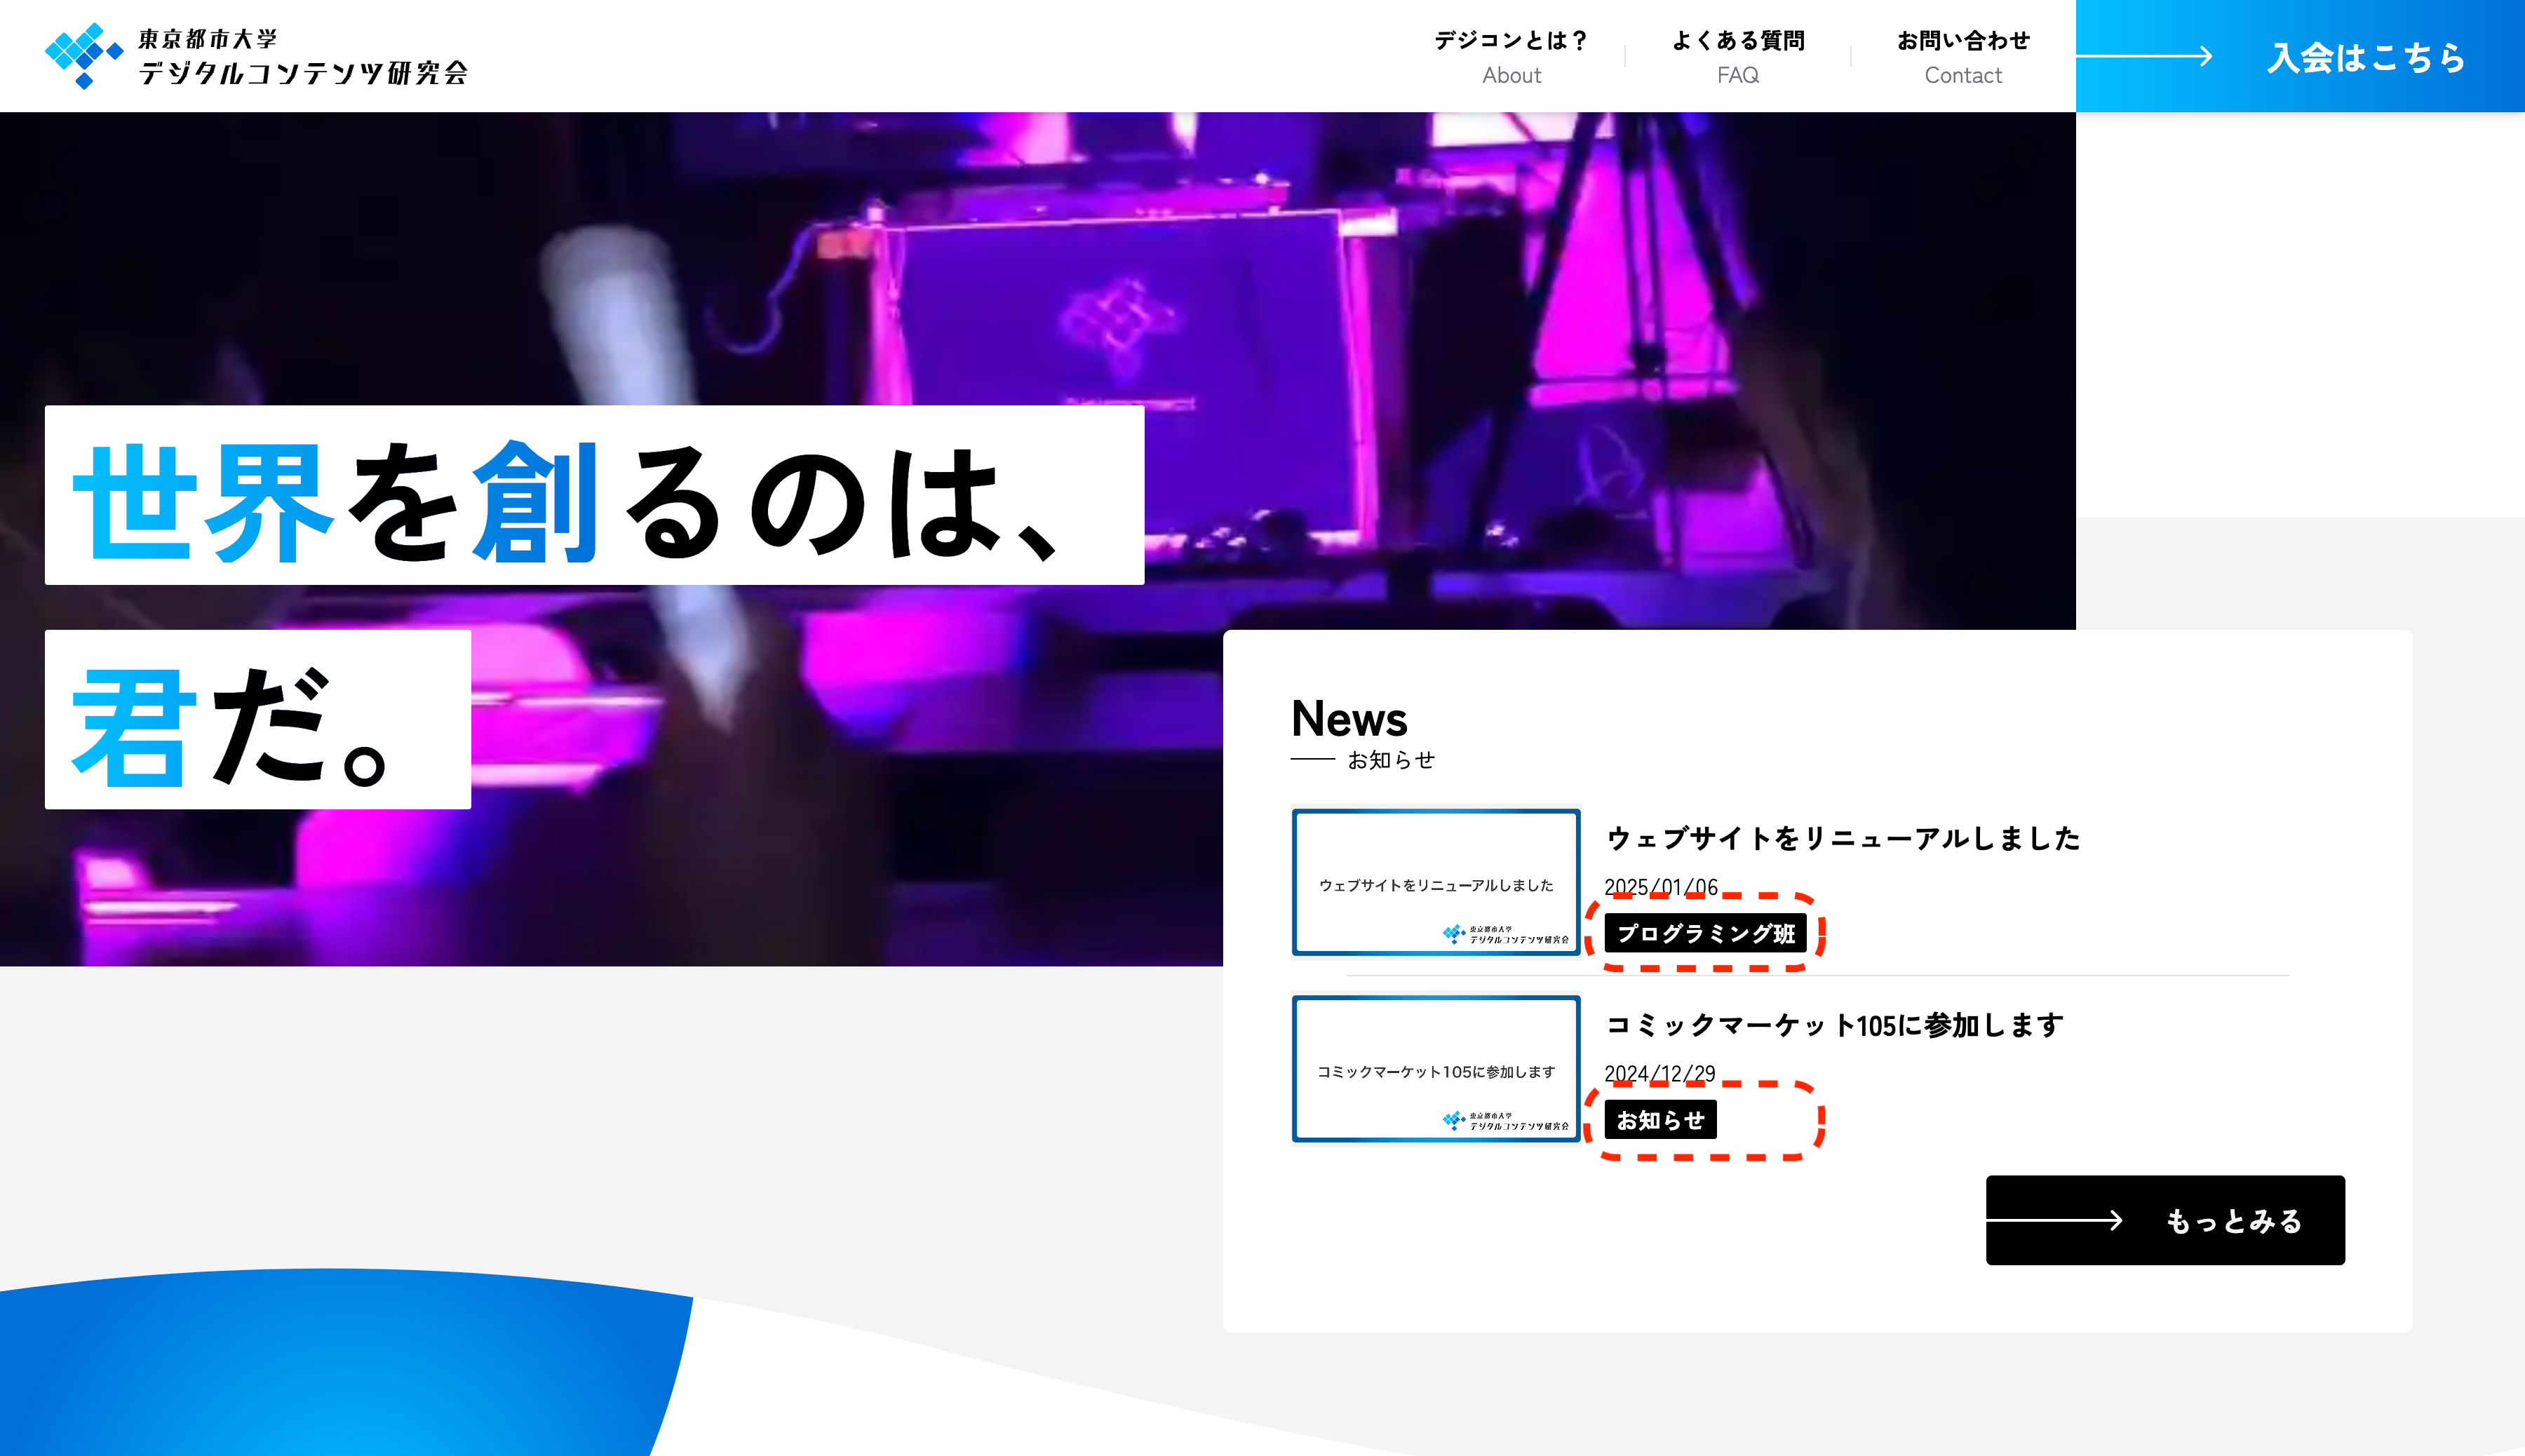 東京都市大学
デジタルコンテンツ研究会
デジコンとは？
About
よくある質問
FAQ
お問い合わせ
Contact
入会はこちら
世界を創るのは、
君だ。
News
お知らせ
ウェブサイトをリニューアルしました
東京都市大学
デジタルコンテンツ研究会
ウェブサイトをリニューアルしました
2025/01/06
プログラミング班
コミックマーケット105に参加します
東京都市大学
デジタルコンテンツ研究会
コミックマーケット105に参加します
2024/12/29
お知らせ
もっとみる